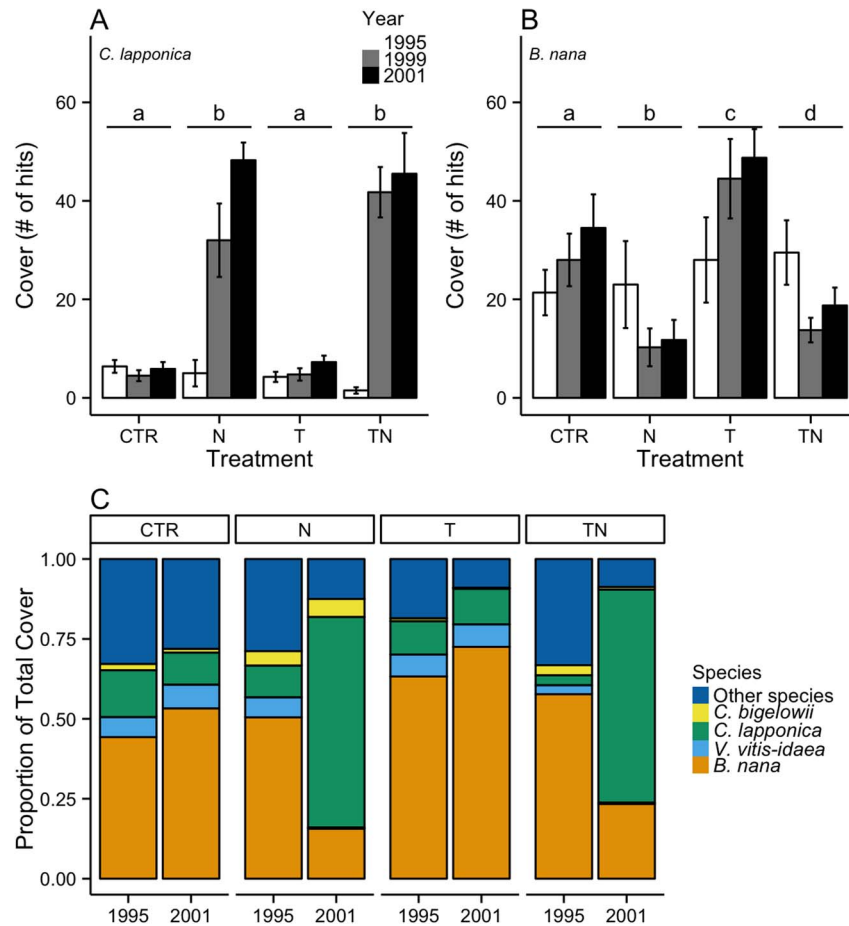 A
C. lapponica
Year
1995
1999
2001
Cover (# of hits)
60
40
20
0
a b a b
CTR N T TN
Treatment
B
B. nana
Cover (# of hits)
60
40
20
0
a b c d
CTR N T TN
Treatment
C
CTR N T TN
Proportion of Total Cover
1.00
0.75
0.50
0.25
0.00
1995 2001 1995 2001 1995 2001 1995 2001
Species
Other species
C. bigelowii
C. lapponica
V. vitis-idaea
B. nana